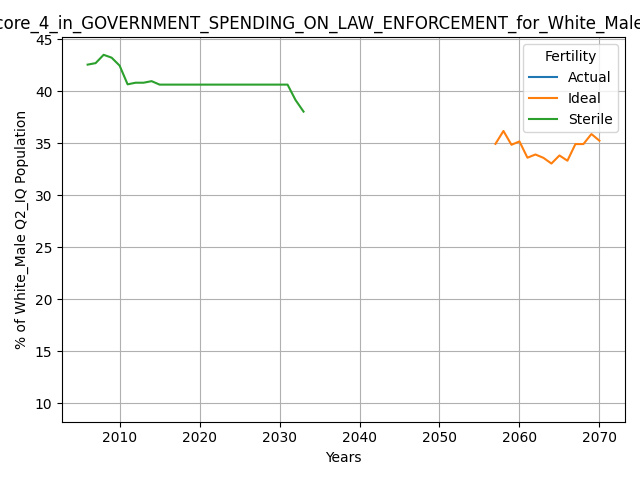 core_4_in_GOVERNMENT_SPENDING_ON_LAW_ENFORCEMENT_for_White_Male
Fertility
Actual
Ideal
Sterile
% of White_Male Q2_IQ Population
45
40
35
30
25
20
15
10
2010 2020 2030 2040 2050 2060 2070
Years